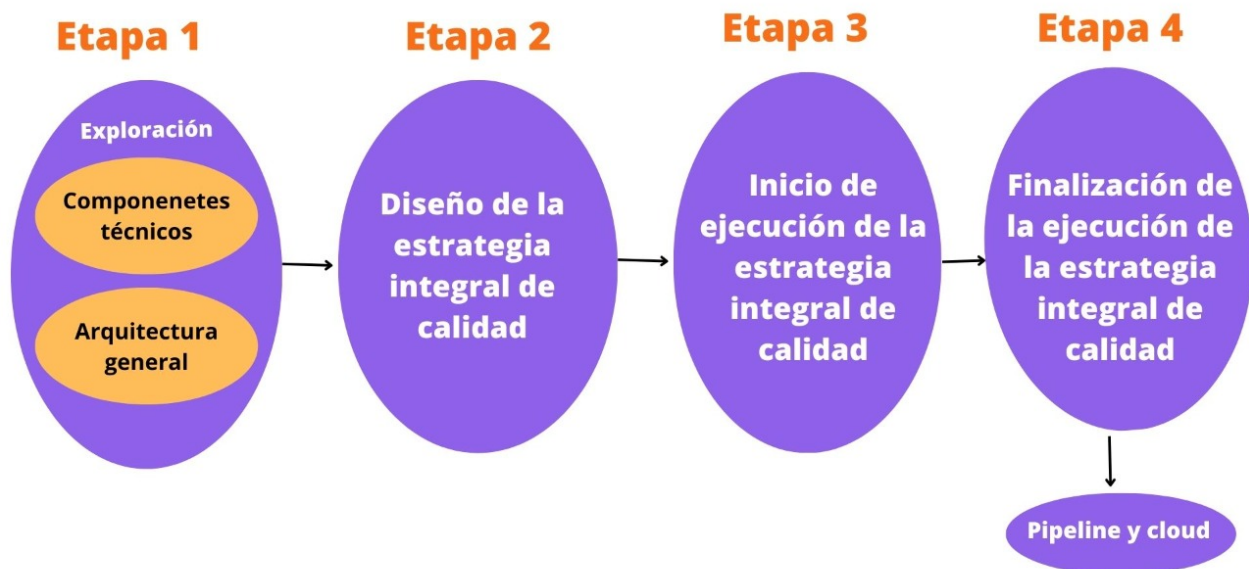 Etapa 1
Exploración
Componenetes
técnicos
Arquitectura
general
Etapa 2
Diseño de la
estrategia
integral de
calidad
Etapa 3
Inicio de
ejecución de la
estrategia
integral de
calidad
Etapa 4
Finalización de
la ejecución de
la estrategia
integral de
calidad
Pipeline y cloud